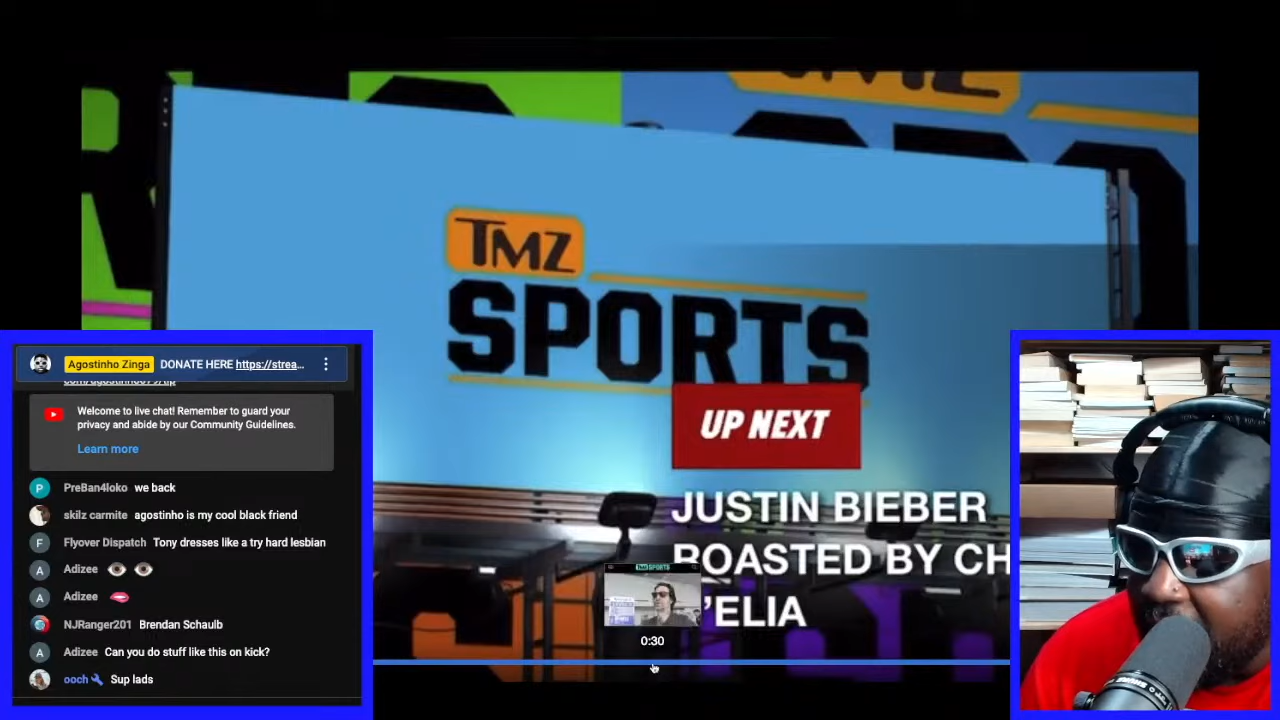 TMZ
SPORTS
UP NEXT
JUSTIN BIEBER
ROASTED BY CH
'ELIA
SPORTS
0:30
Agostinho Zinga DONATE HERE https://strea...
Welcome to live chat! Remember to guard your
privacy and abide by our Community Guidelines.
Learn more
PreBan4loko we back
skilz carmite agostinho is my cool black friend
Flyover Dispatch Tony dresses like a try hard lesbian
Adizee 👁️ 👁️
Adizee 🫦
NJRanger201 Brendan Schaulb
Adizee Can you do stuff like this on kick?
ooch Sup lads